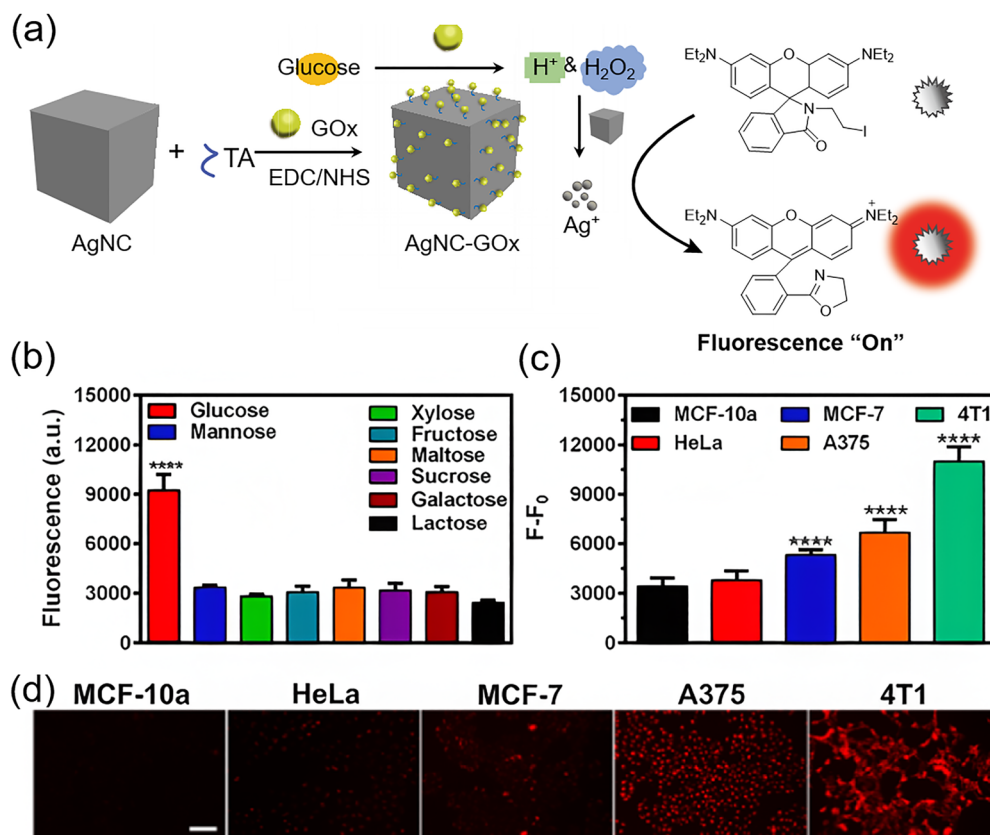 (a)
Glucose
H⁺ & H₂O₂
Et₂N
O
NEt₂
N
I
O
AgNC
+
TA
GOx
EDC/NHS
AgNC-GOx
Ag⁺
Et₂N
O
+
NEt₂
N
O
Fluorescence “On”
(b)
Fluorescence (a.u.)
15000
12000
9000
6000
3000
0
Glucose
Mannose
Xylose
Fructose
Maltose
Sucrose
Galactose
Lactose
****
(c)
F-F₀
15000
12000
9000
6000
3000
0
MCF-10a
MCF-7
4T1
HeLa
A375
****
****
****
(d)
MCF-10a
HeLa
MCF-7
A375
4T1